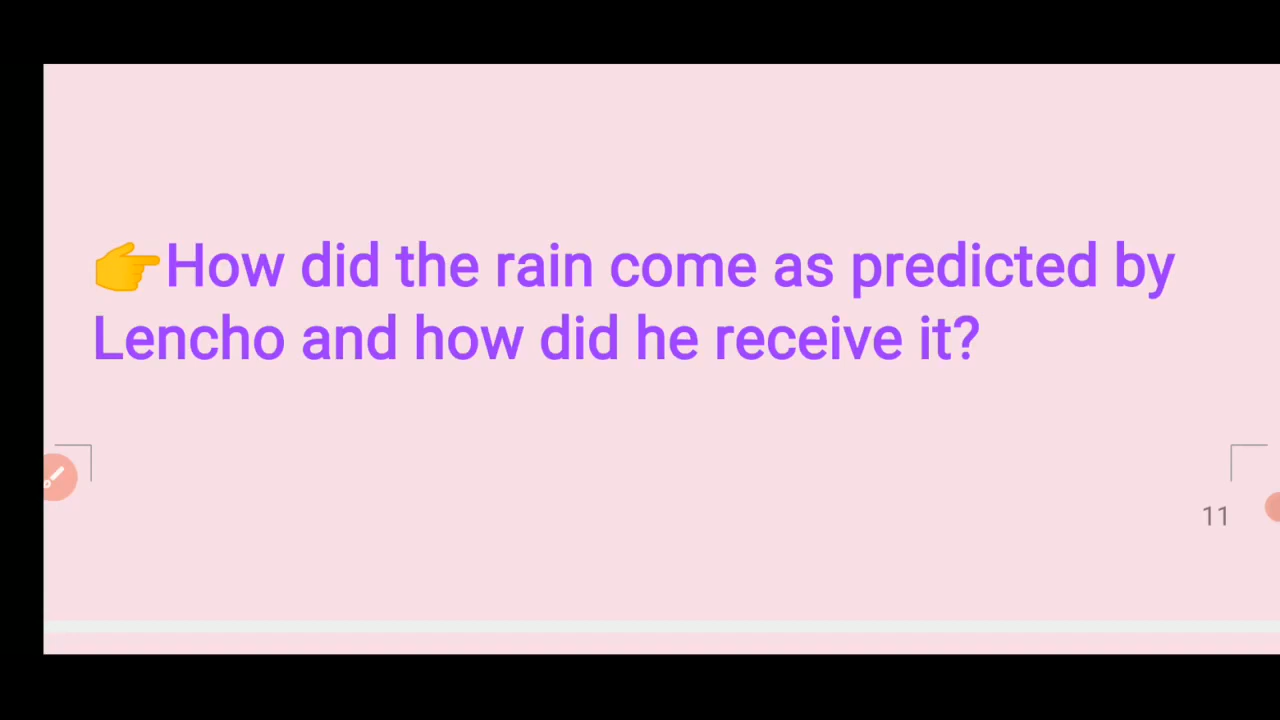 👉How did the rain come as predicted by
Lencho and how did he receive it?
11